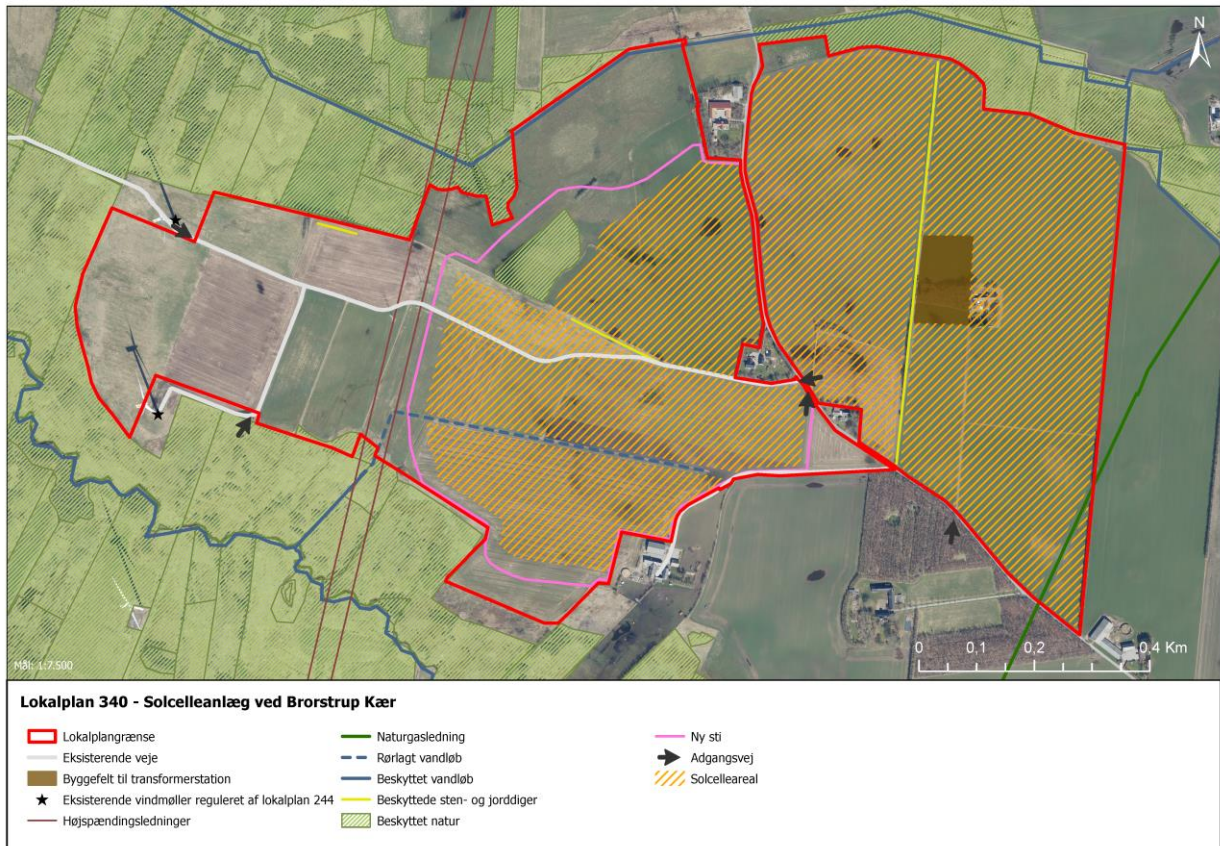 N
Mål: 1:7.500
0 0,2 0,4 Km
Lokalplan 340 - Solcelleanlæg ved Brorstrup Kær
Lokalplangrænse
Eksisterende veje
Byggefelt til transformerstation
Eksisterende vindmøller reguleret af lokalplan 244
Højspændingsledninger
Naturgasledning
Rørlagt vandløb
Beskyttet vandløb
Beskyttede sten- og jorddiger
Beskyttet natur
Ny sti
Adgangsvej
Solcelleareal